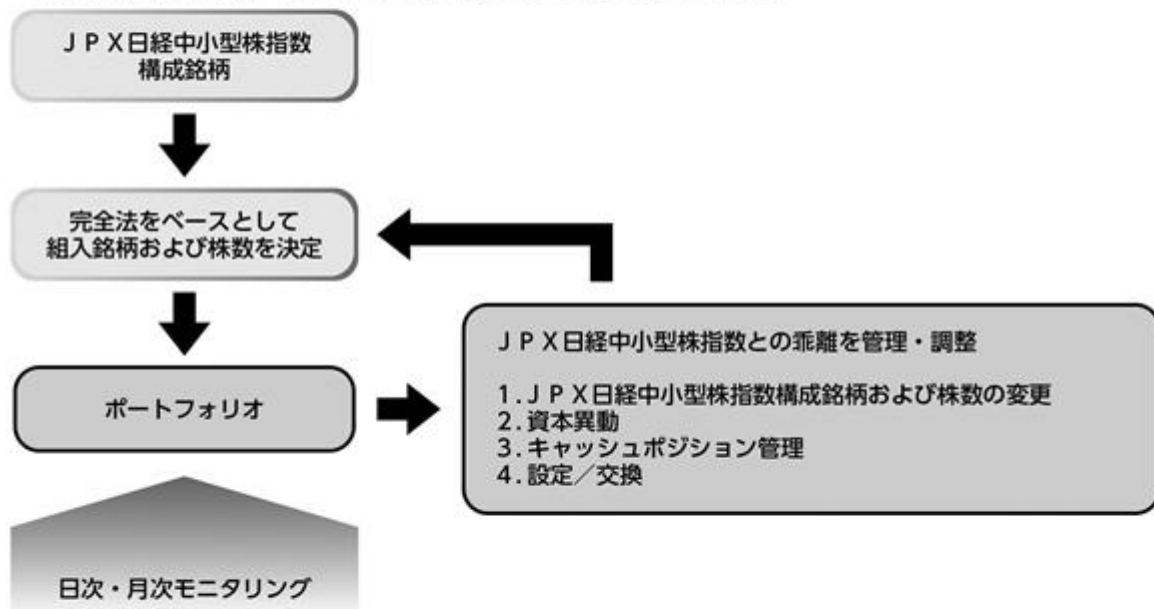 ＪＰＸ日経中小型株指数
構成銘柄
完全法をベースとして
組入銘柄および株数を決定
ポートフォリオ
ＪＰＸ日経中小型株指数との乖離を管理・調整
１.ＪＰＸ日経中小型株指数構成銘柄および株数の変更
２.資本異動
３.キャッシュポジション管理
４.設定／交換
日次・月次モニタリング